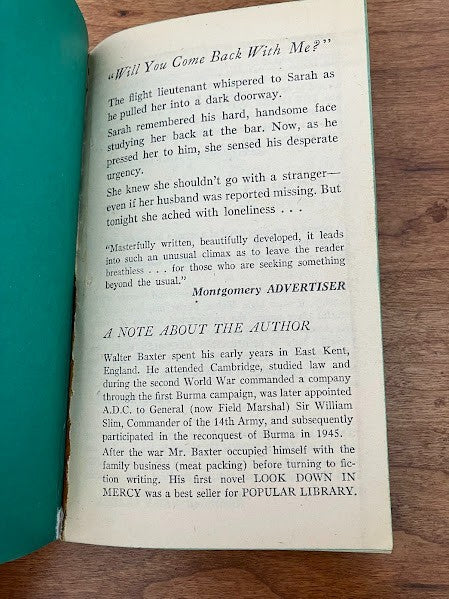 "Will You Come Back With Me?"
The flight lieutenant whispered to Sarah as
he pulled her into a dark doorway.
Sarah remembered his hard, handsome face
studying her back at the bar. Now, as he
pressed her to him, she sensed his desperate
urgency.
She knew she shouldn't go with a stranger—
even if her husband was reported missing. But
tonight she ached with loneliness . . .
"Masterfully written, beautifully developed, it leads
into such an unusual climax as to leave the reader
breathless . . . for those who are seeking something
beyond the usual."
Montgomery ADVERTISER
A NOTE ABOUT THE AUTHOR
Walter Baxter spent his early years in East Kent,
England. He attended Cambridge, studied law and
during the second World War commanded a company
through the first Burma campaign, was later appointed
A.D.C. to General (now Field Marshal) Sir William
Slim, Commander of the 14th Army, and subsequently
participated in the reconquest of Burma in 1945.
After the war Mr. Baxter occupied himself with the
family business (meat packing) before turning to fic-
tion writing. His first novel LOOK DOWN IN
MERCY was a best seller for POPULAR LIBRARY.